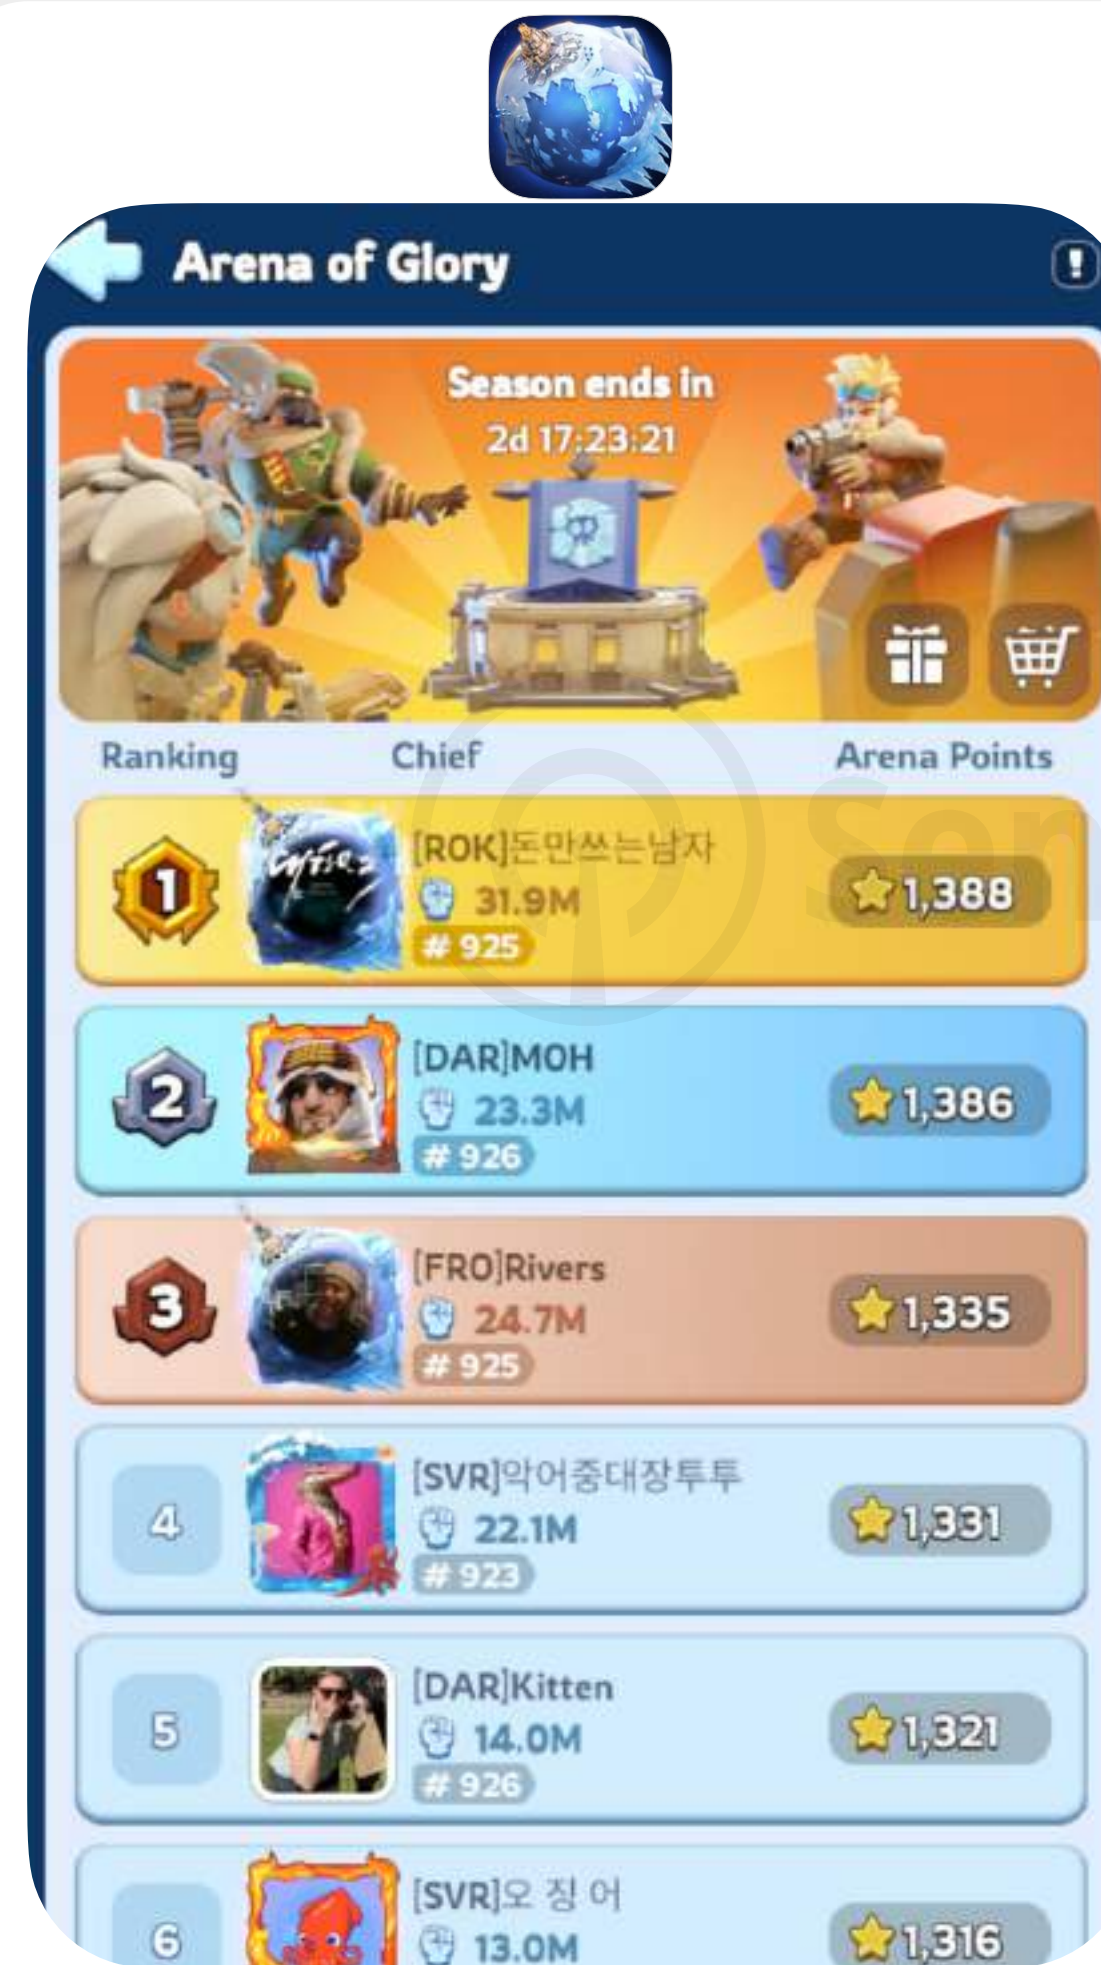 Arena of Glory
Season ends in
2d 17:23:21
Ranking Chief Arena Points
1
[ROK]돈만쓰는남자
31.9M
# 925
1,388
2
[DAR]MOH
23.3M
# 926
1,386
3
[FRO]Rivers
24.7M
# 925
1,335
4
[SVR]악어중대장투투
22.1M
# 923
1,331
5
[DAR]Kitten
14.0M
# 926
1,321
6
[SVR]오 징 어
13.0M
1,316
Sen